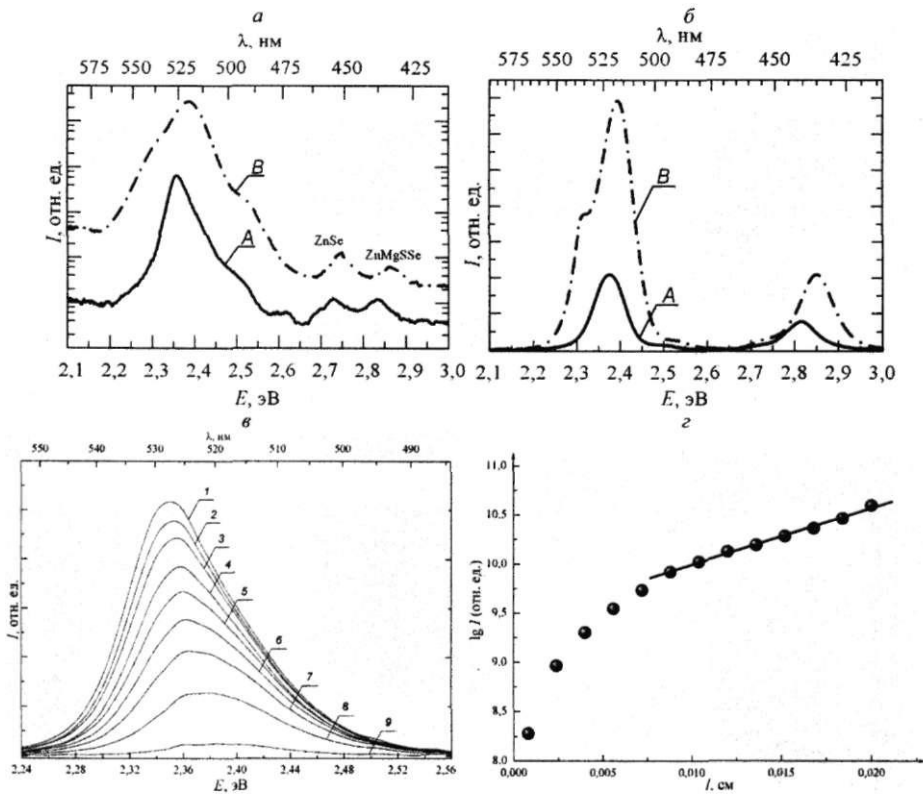 а
λ, нм
575 550 525 500 475 450 425
I, отн. ед.
B
A
ZnSe
ZnMgSSe
2,1 2,2 2,3 2,4 2,5 2,6 2,7 2,8 2,9 3,0
E, эВ
б
λ, нм
575 550 525 500 475 450 425
I, отн. ед.
B
A
2,1 2,2 2,3 2,4 2,5 2,6 2,7 2,8 2,9 3,0
E, эВ
в
λ, нм
550 540 530 520 510 500 490
I, отн. ед.
1
2
3
4
5
6
7
8
9
2,24 2,28 2,32 2,36 2,40 2,44 2,48 2,52 2,56
E, эВ
г
11,0
10,5
10,0
9,5
9,0
8,5
8,0
lg I (отн. ед.)
0,000 0,005 0,010 0,015 0,020
l, см